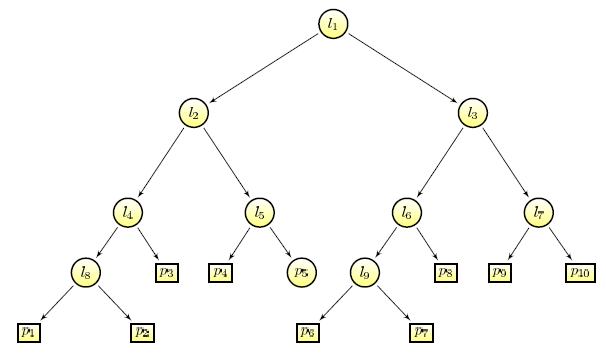 l₁
l₂ l₃
l₄ l₅ l₆ l₇
l₈ p₃ p₄ p₅ l₉ p₈ p₉ p₁₀
p₁ p₂ p₆ p₇